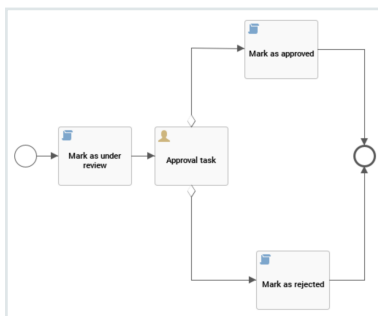 Mark as approved
Mark as under
review
Approval task
Mark as rejected